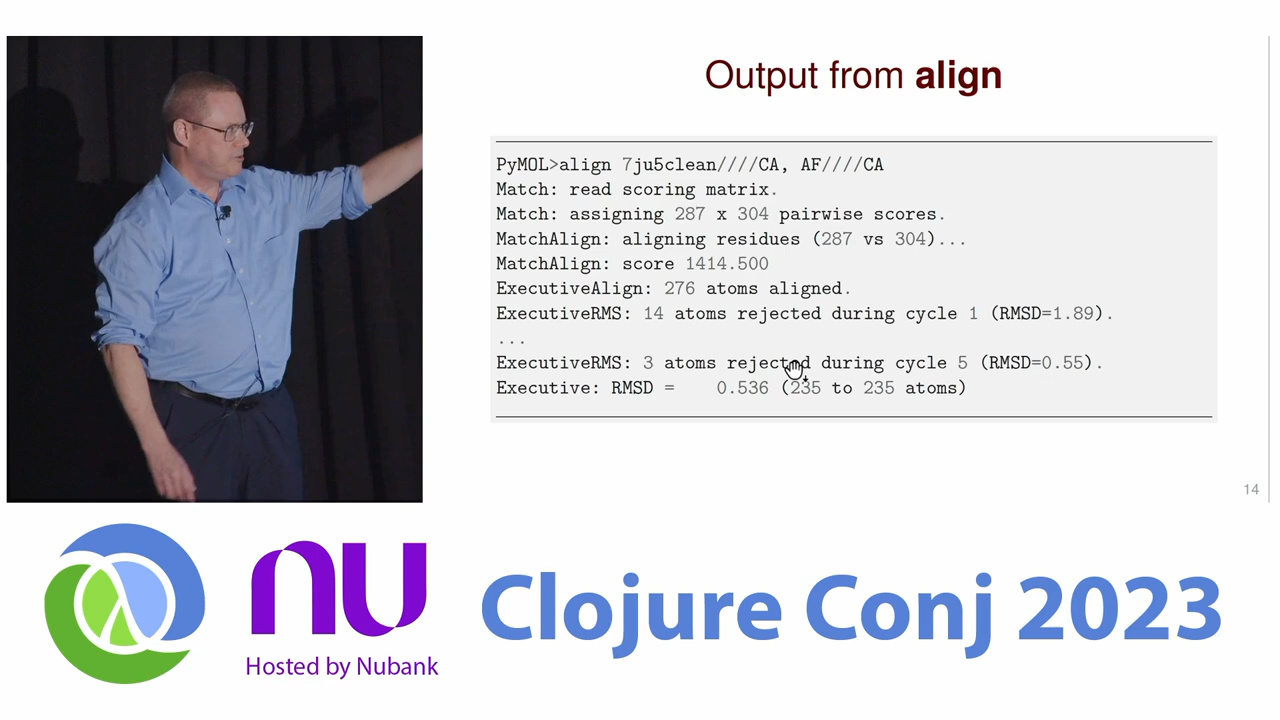 Output from align
PyMOL>align 7ju5clean////CA, AF////CA
Match: read scoring matrix.
Match: assigning 287 x 304 pairwise scores.
MatchAlign: aligning residues (287 vs 304)...
MatchAlign: score 1414.500
ExecutiveAlign: 276 atoms aligned.
ExecutiveRMS: 14 atoms rejected during cycle 1 (RMSD=1.89).
...
ExecutiveRMS: 3 atoms rejected during cycle 5 (RMSD=0.55).
Executive: RMSD = 0.536 (235 to 235 atoms)
14
nu
Hosted by Nubank
Clojure Conj 2023